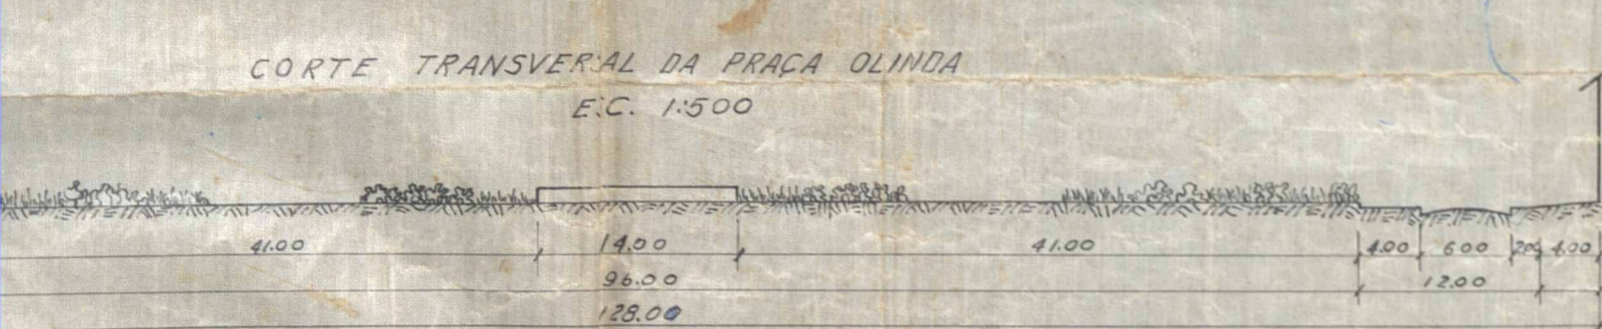 CORTE TRANSVERSAL DA PRAÇA OLINDA
E.C. 1:500
41.00 14.00 41.00 4.00 6.00 2.00 4.00
96.00 12.00
128.00